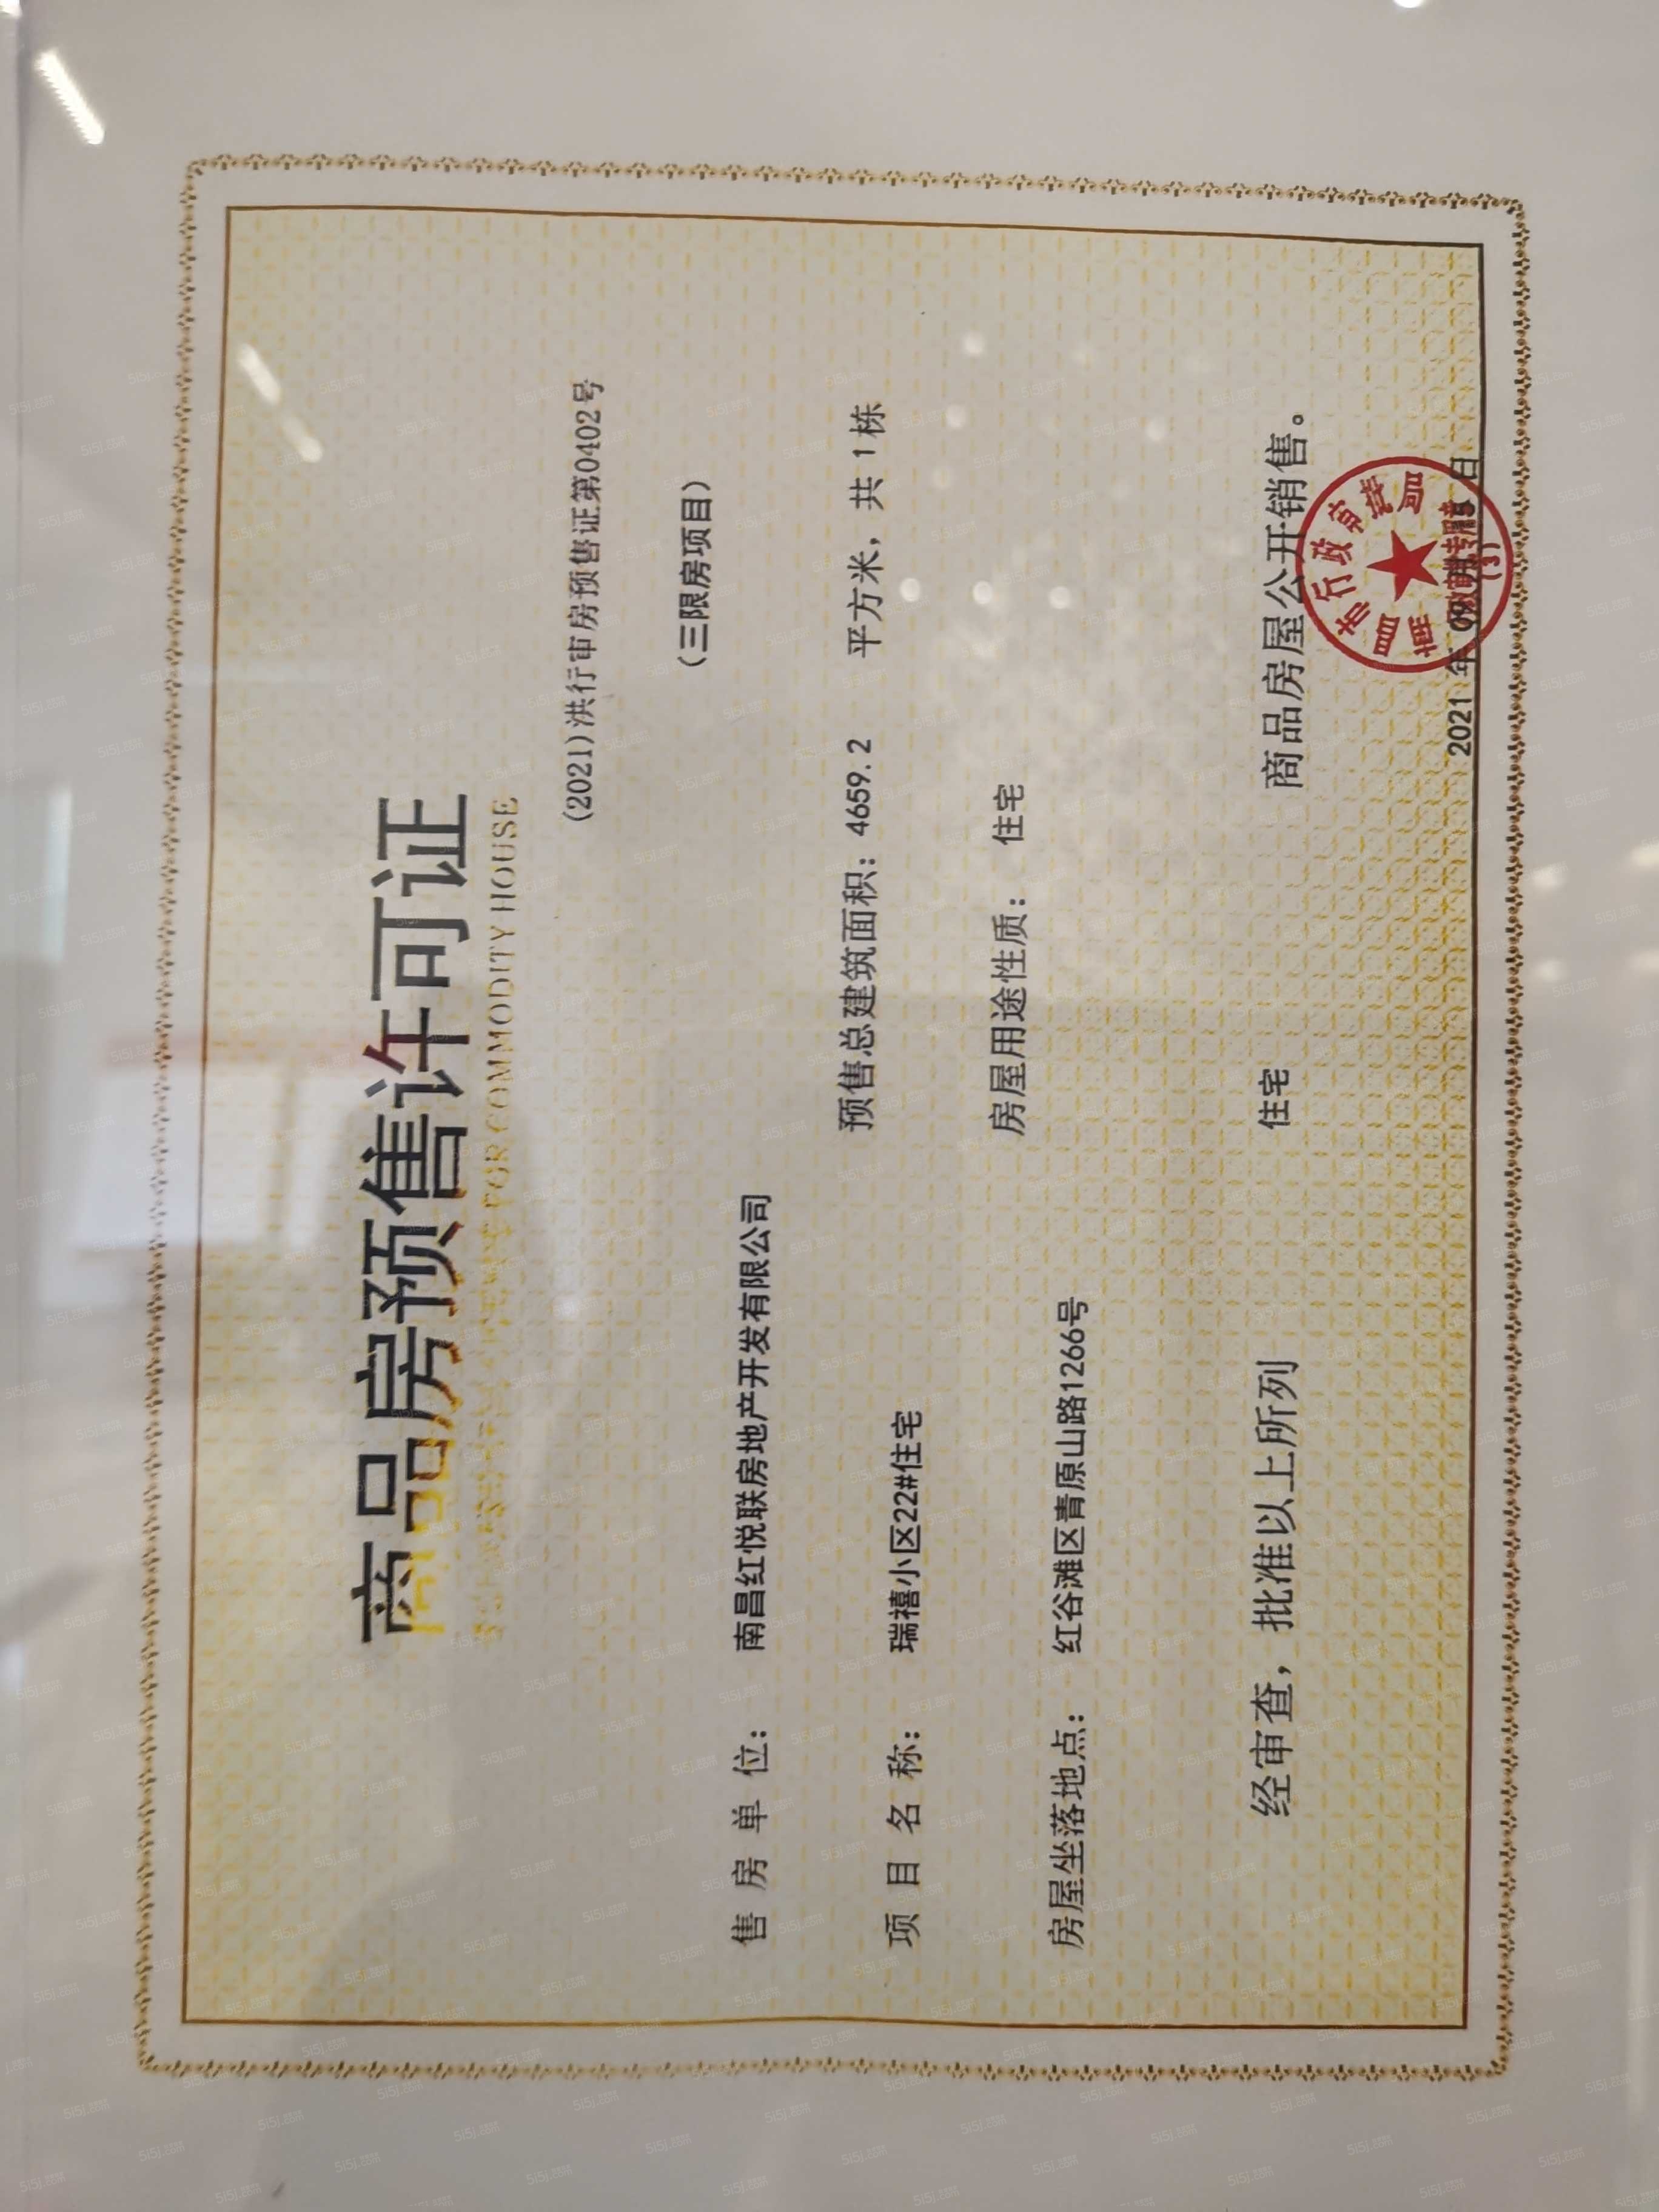 商品房预售许可证
FOR COMMODITY HOUSE
(2021)洪行审房预售证第0402号
(三限房项目)
售房单位: 南昌红悦联房地产开发有限公司
预售总建筑面积: 4659.2 平方米, 共 1 栋
项目名称: 瑞禧小区22#住宅
房屋用途性质: 住宅
房屋坐落地点: 红谷滩区青原山路1266号
经审查, 批准以上所列 住宅 商品房屋公开销售。
2021 年 09 月 日